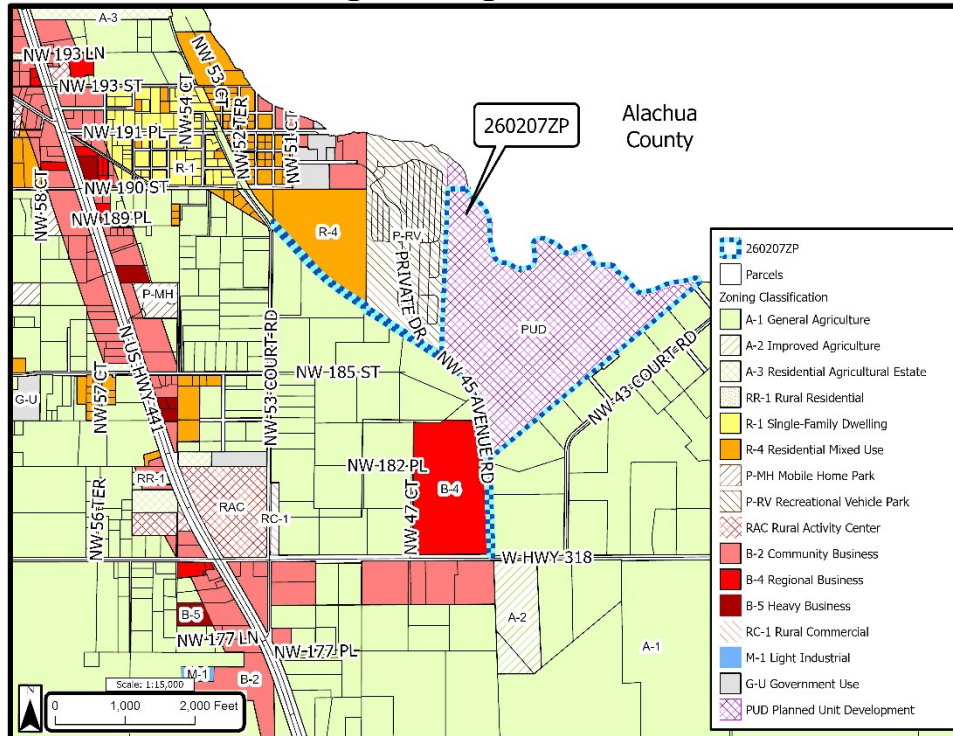 A-3
NW 193 LN
NW 193 ST
NW 54 CT
NW 53 CT
NW 52 TER
NW 51 CT
NW 191 PL
R-1
NW 190 ST
NW 58 CT
NW 189 PL
260207ZP
Alachua
County
R-4
P-RV
PRIVATE DR
P-MH
N US HWY 441
NW 53 COURT RD
PUD
NW 45 AVENUE RD
NW 43 COURT RD
NW 185 ST
G-U
NW 57 CT
NW 182 PL
NW 47 CT
B-4
RR-1
NW 56 TER
RAC
RC-1
W HWY 318
B-5
NW 177 LN
NW 177 PL
A-2
A-1
M-1
B-2
Scale: 1:15,000
N
0 1,000 2,000 Feet
260207ZP
Parcels
Zoning Classification
A-1 General Agriculture
A-2 Improved Agriculture
A-3 Residential Agricultural Estate
RR-1 Rural Residential
R-1 Single-Family Dwelling
R-4 Residential Mixed Use
P-MH Mobile Home Park
P-RV Recreational Vehicle Park
RAC Rural Activity Center
B-2 Community Business
B-4 Regional Business
B-5 Heavy Business
RC-1 Rural Commercial
M-1 Light Industrial
G-U Government Use
PUD Planned Unit Development